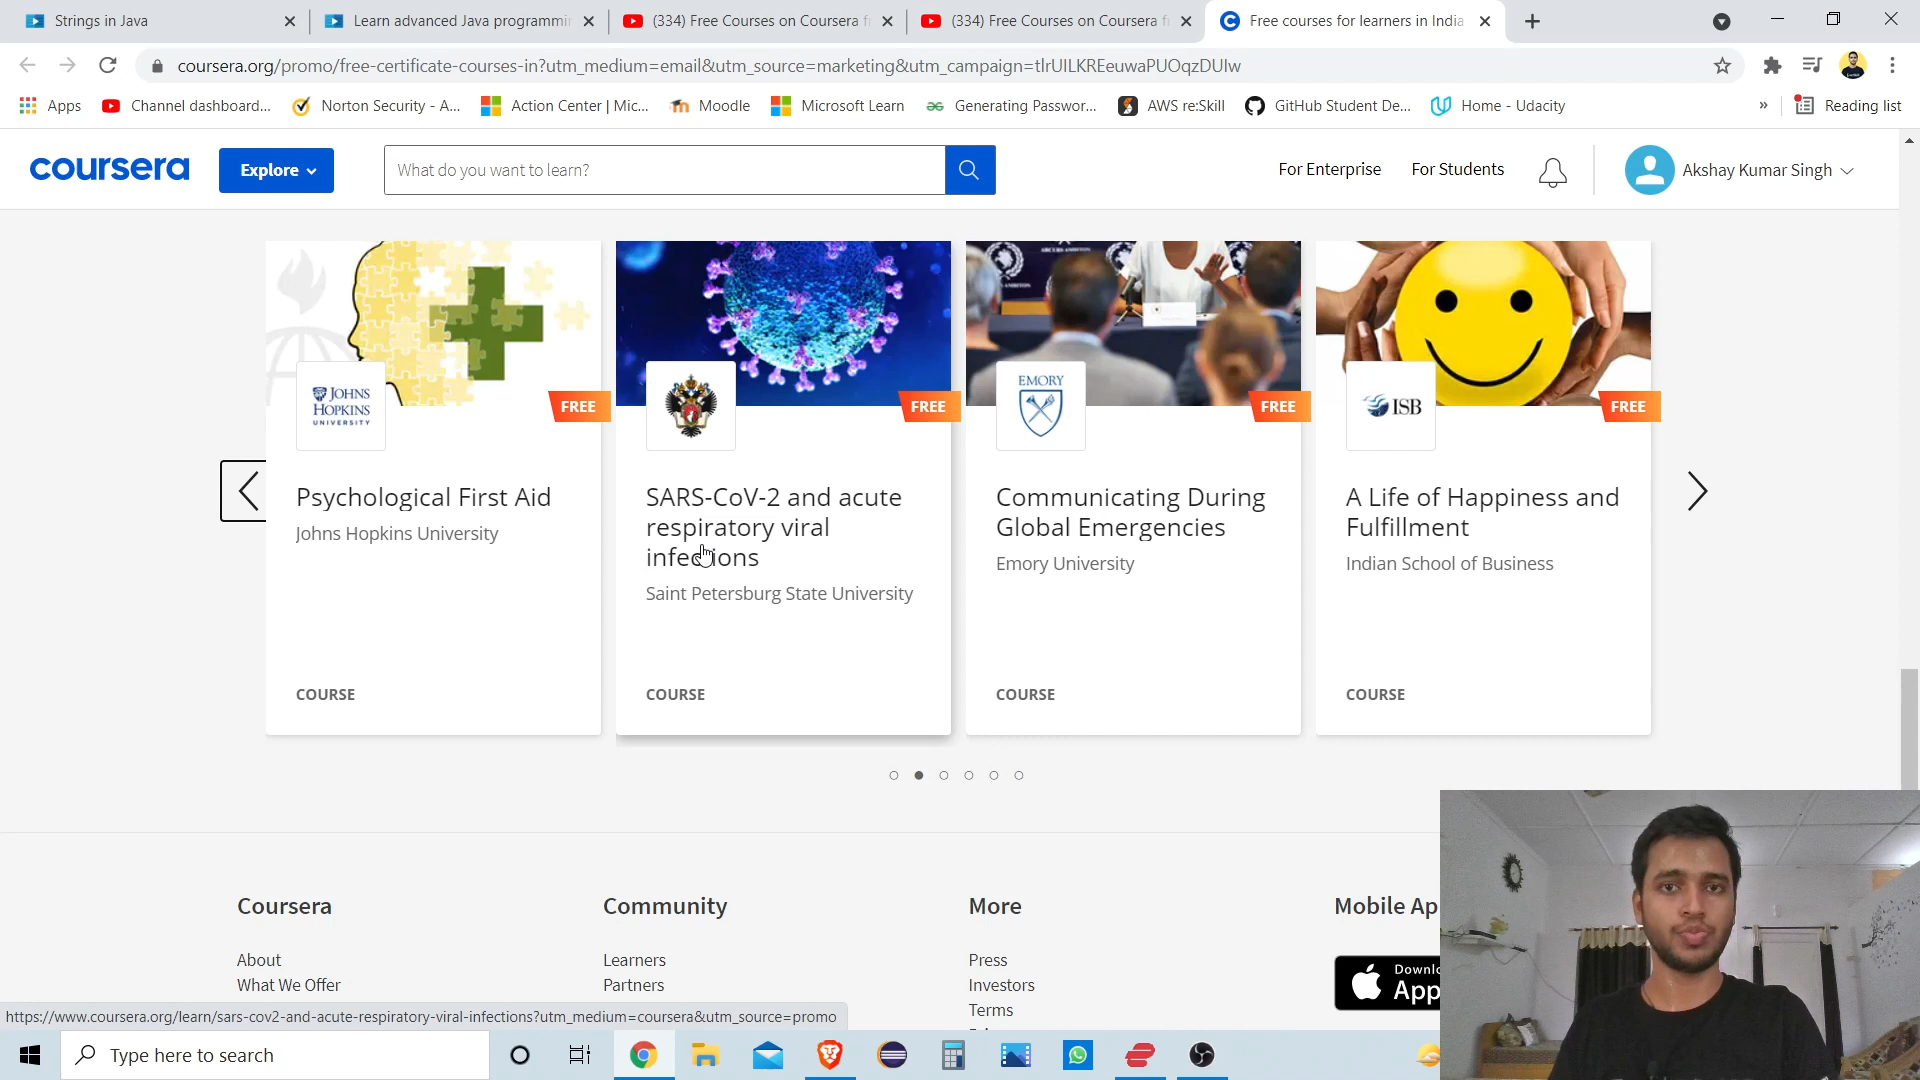 Strings in Java
Learn advanced Java programmin
(334) Free Courses on Coursera f
(334) Free Courses on Coursera f
Free courses for learners in India
coursera.org/promo/free-certificate-courses-in?utm_medium=email&utm_source=marketing&utm_campaign=tlrUILKREeuwaPUOqzDUIw
Apps
Channel dashboard...
Norton Security - A...
Action Center | Mic...
Moodle
Microsoft Learn
Generating Passwor...
AWS re:Skill
GitHub Student De...
Home - Udacity
»
Reading list
coursera
Explore
What do you want to learn?
For Enterprise
For Students
Akshay Kumar Singh
JOHNS
HOPKINS
UNIVERSITY
FREE
Psychological First Aid
Johns Hopkins University
COURSE
FREE
SARS-CoV-2 and acute
respiratory viral
infections
Saint Petersburg State University
COURSE
EMORY
FREE
Communicating During
Global Emergencies
Emory University
COURSE
ISB
FREE
A Life of Happiness and
Fulfillment
Indian School of Business
COURSE
Coursera
About
What We Offer
Community
Learners
Partners
More
Press
Investors
Terms
Mobile Ap
Downlo
App
https://www.coursera.org/learn/sars-cov2-and-acute-respiratory-viral-infections?utm_medium=coursera&utm_source=promo
Type here to search